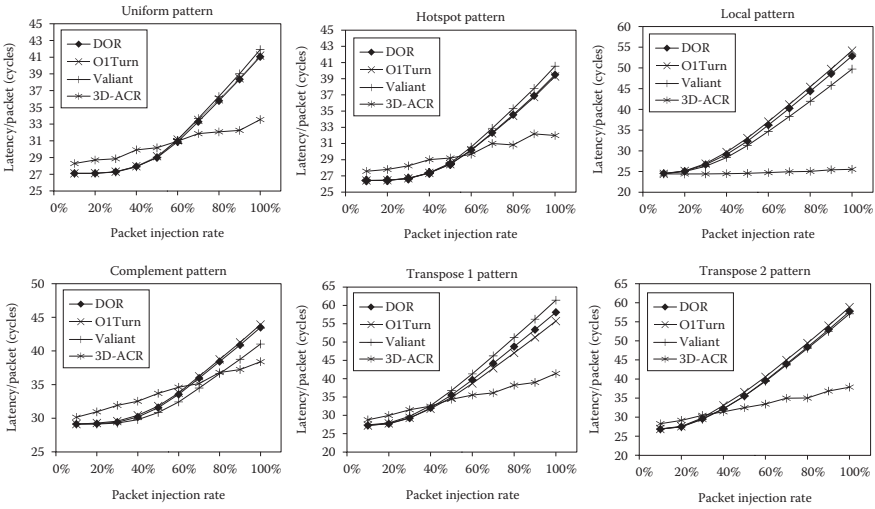 Uniform pattern
Latency/packet (cycles)
45
43
41
39
37
35
33
31
29
27
25
DOR
O1Turn
Valiant
3D-ACR
0% 20% 40% 60% 80% 100%
Packet injection rate
Hotspot pattern
Latency/packet (cycles)
45
43
41
39
37
35
33
31
29
27
25
DOR
O1Turn
Valiant
3D-ACR
0% 20% 40% 60% 80% 100%
Packet injection rate
Local pattern
Latency/packet (cycles)
60
55
50
45
40
35
30
25
20
DOR
O1Turn
Valiant
3D-ACR
0% 20% 40% 60% 80% 100%
Packet injection rate
Complement pattern
Latency/packet (cycles)
50
45
40
35
30
25
DOR
O1Turn
Valiant
3D-ACR
0% 20% 40% 60% 80% 100%
Packet injection rate
Transpose 1 pattern
Latency/packet (cycles)
65
60
55
50
45
40
35
30
25
20
DOR
O1Turn
Valiant
3D-ACR
0% 20% 40% 60% 80% 100%
Packet injection rate
Transpose 2 pattern
Latency/packet (cycles)
65
60
55
50
45
40
35
30
25
20
DOR
O1Turn
Valiant
3D-ACR
0% 20% 40% 60% 80% 100%
Packet injection rate